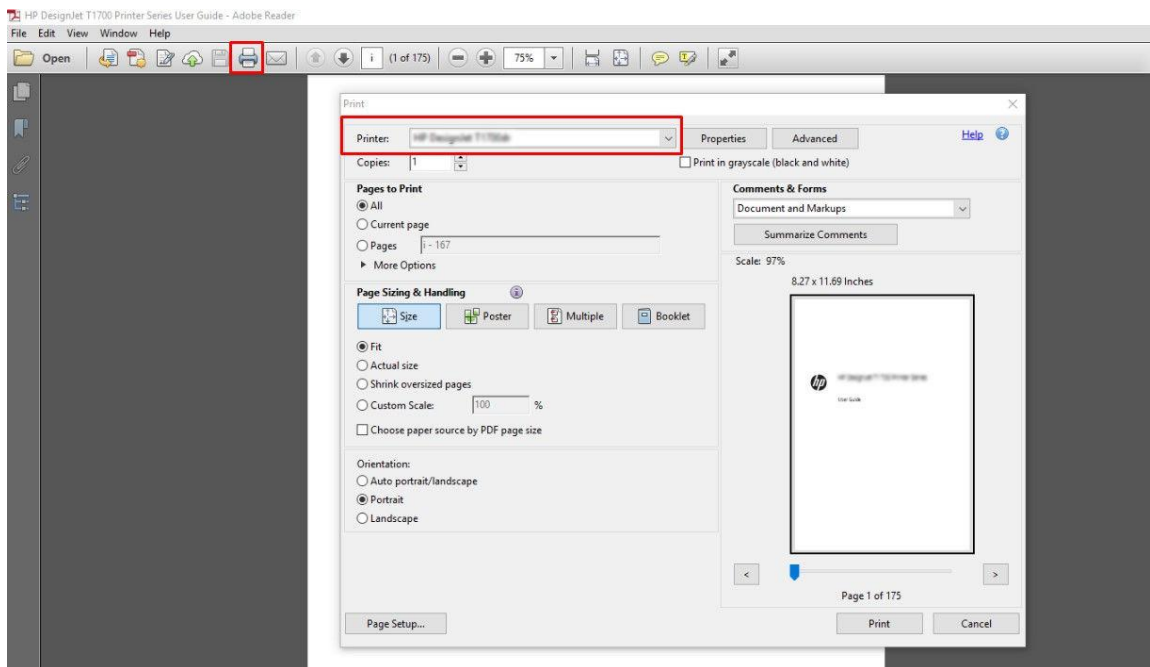 HP DesignJet T1700 Printer Series User Guide - Adobe Reader
File Edit View Window Help
Open i (1 of 175) 75%
Print
Printer: Properties Advanced Help
Copies: 1 Print in grayscale (black and white)
Pages to Print
All
Current page
Pages i - 167
More Options
Comments & Forms
Document and Markups
Summarize Comments
Scale: 97%
8.27 x 11.69 Inches
Page Sizing & Handling
Size Poster Multiple Booklet
Fit
Actual size
Shrink oversized pages
Custom Scale: 100 %
Choose paper source by PDF page size
Orientation:
Auto portrait/landscape
Portrait
Landscape
hp
User Guide
< >
Page 1 of 175
Page Setup... Print Cancel